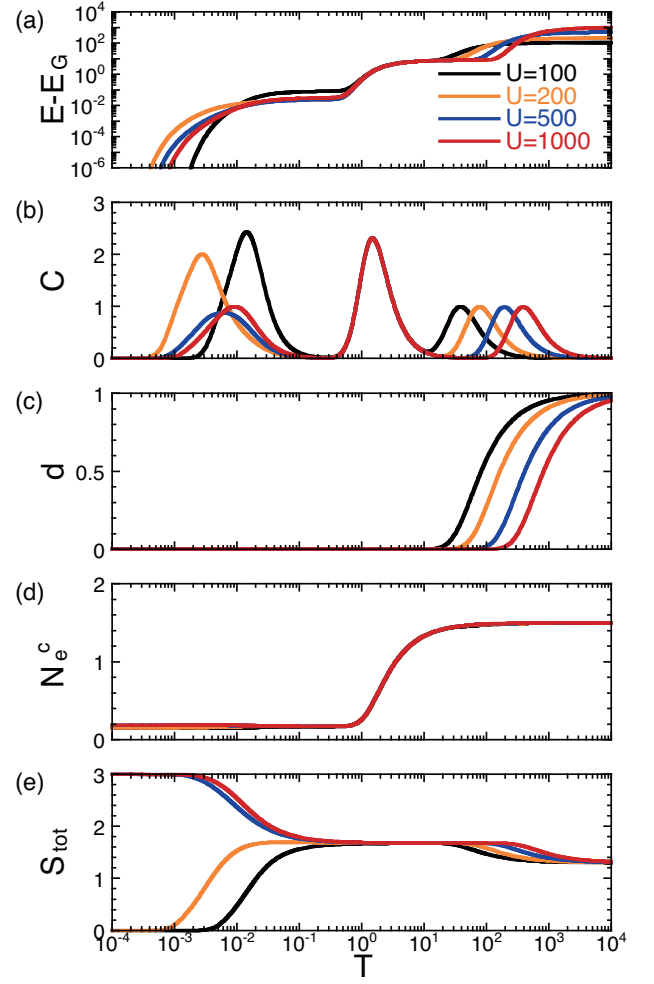 (a)
E-E_G
10^4
10^2
10^0
10^-2
10^-4
10^-6
U=100
U=200
U=500
U=1000
(b)
C
3
2
1
0
(c)
d
1
0.5
0
(d)
N_e^c
2
1
0
(e)
S_tot
3
2
1
0
10^-4 10^-3 10^-2 10^-1 10^0 10^1 10^2 10^3 10^4
T